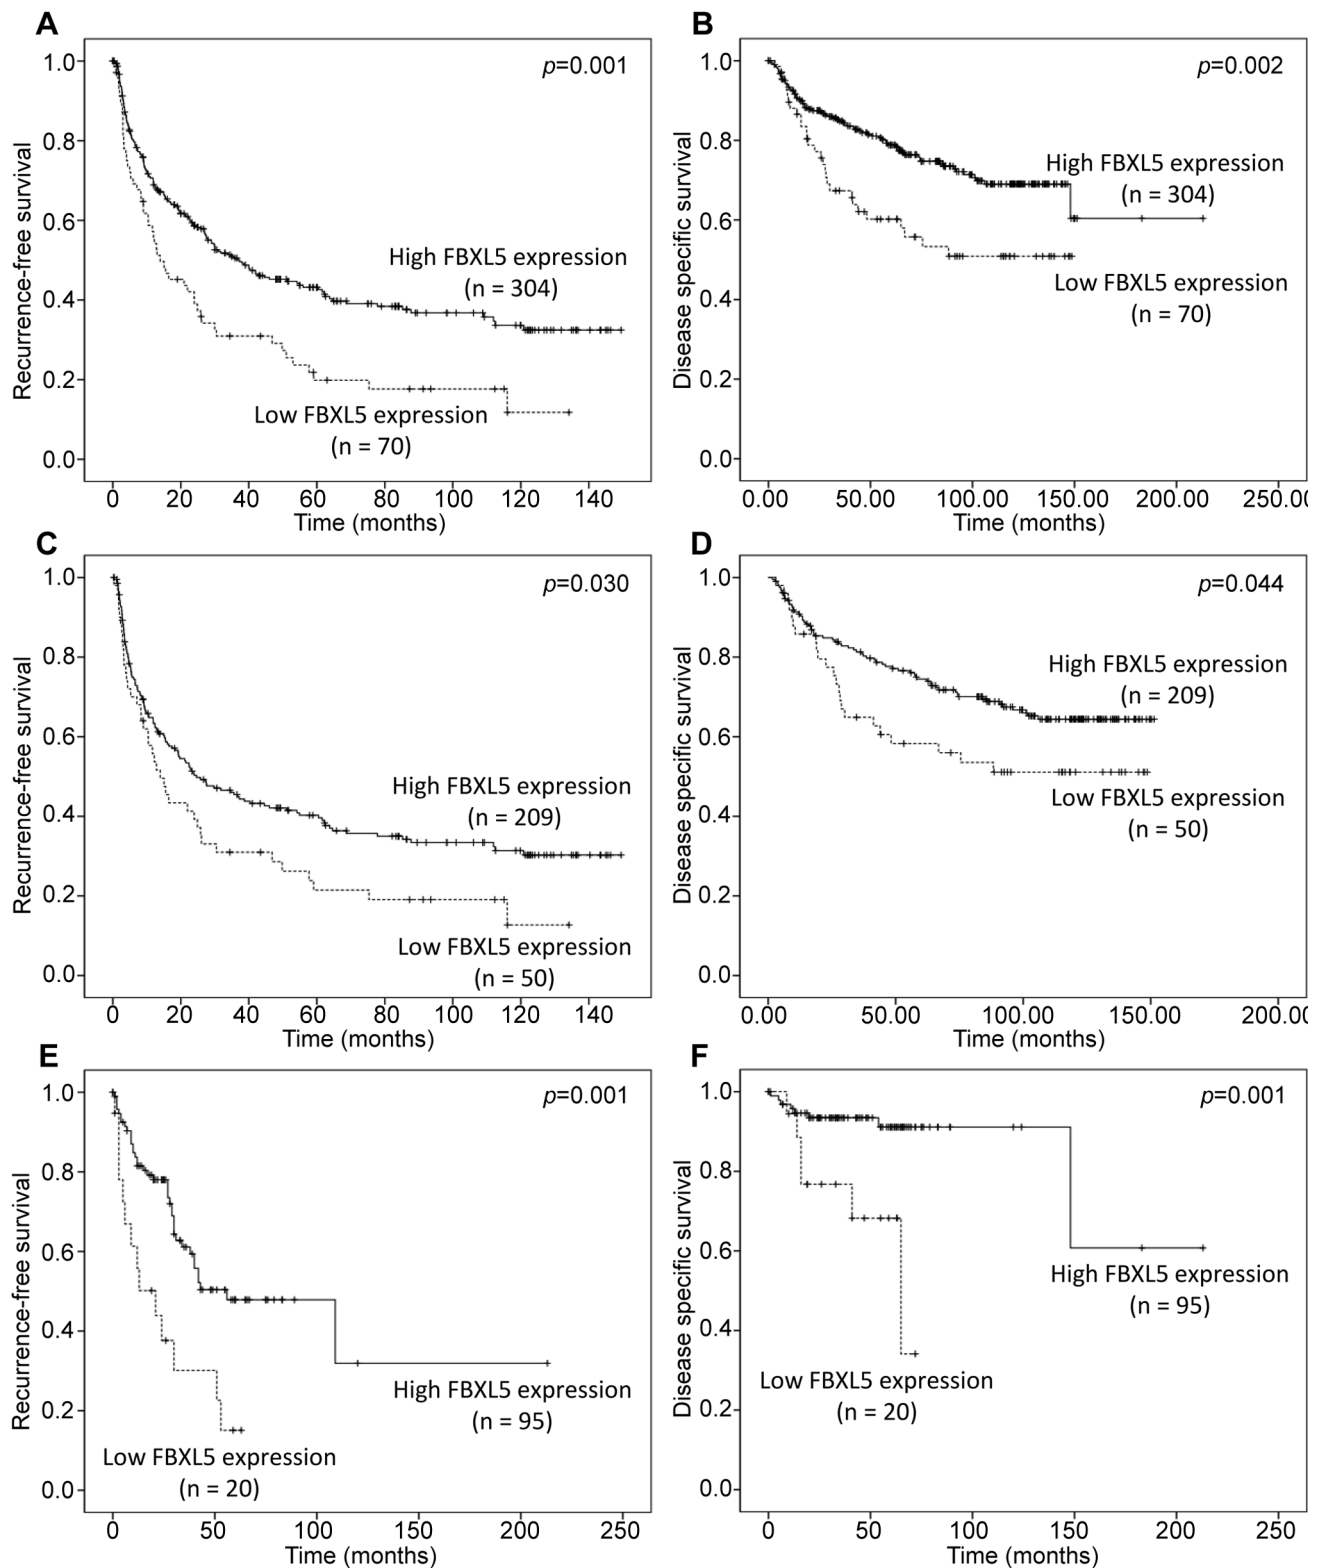 A
p=0.001
1.0
0.8
0.6
0.4
0.2
0.0
Recurrence-free survival
High FBXL5 expression
(n = 304)
Low FBXL5 expression
(n = 70)
0 20 40 60 80 100 120 140
Time (months)
B
p=0.002
1.0
0.8
0.6
0.4
0.2
0.0
Disease specific survival
High FBXL5 expression
(n = 304)
Low FBXL5 expression
(n = 70)
0.00 50.00 100.00 150.00 200.00 250.0
Time (months)
C
p=0.030
1.0
0.8
0.6
0.4
0.2
0.0
Recurrence-free survival
High FBXL5 expression
(n = 209)
Low FBXL5 expression
(n = 50)
0 20 40 60 80 100 120 140
Time (months)
D
p=0.044
1.0
0.8
0.6
0.4
0.2
0.0
Disease specific survival
High FBXL5 expression
(n = 209)
Low FBXL5 expression
(n = 50)
0.00 50.00 100.00 150.00 200.0
Time (months)
E
p=0.001
1.0
0.8
0.6
0.4
0.2
0.0
Recurrence-free survival
High FBXL5 expression
(n = 95)
Low FBXL5 expression
(n = 20)
0 50 100 150 200 250
Time (months)
F
p=0.001
1.0
0.8
0.6
0.4
0.2
0.0
Disease specific survival
High FBXL5 expression
(n = 95)
Low FBXL5 expression
(n = 20)
0 50 100 150 200 250
Time (months)